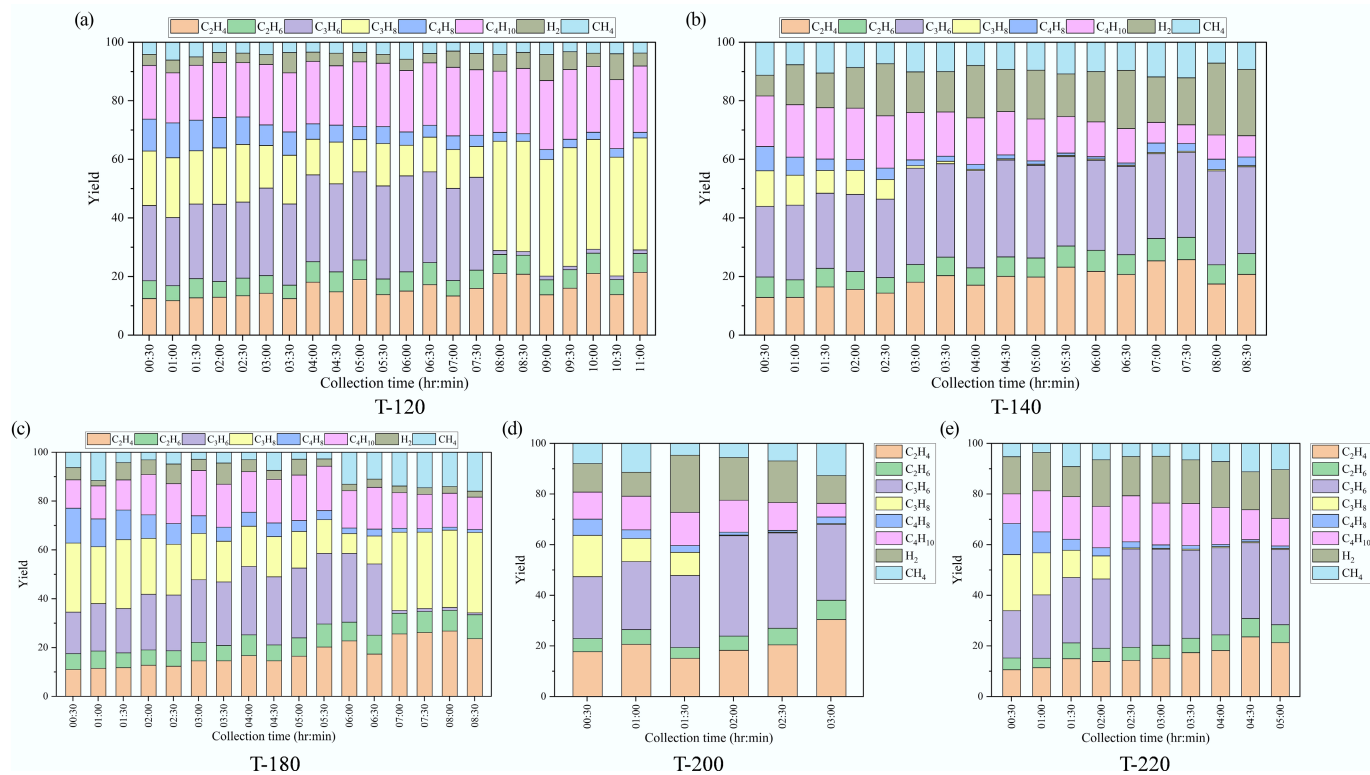 (a)
C₂H₄ C₂H₆ C₃H₆ C₃H₈ C₄H₈ C₄H₁₀ H₂ CH₄
100
80
60
40
20
0
Yield
00:30 01:00 01:30 02:00 02:30 03:00 03:30 04:00 04:30 05:00 05:30 06:00 06:30 07:00 07:30 08:00 08:30 09:00 09:30 10:00 10:30 11:00
Collection time (hr:min)
T-120
(b)
C₂H₄ C₂H₆ C₃H₆ C₃H₈ C₄H₈ C₄H₁₀ H₂ CH₄
100
80
60
40
20
0
Yield
00:30 01:00 01:30 02:00 02:30 03:00 03:30 04:00 04:30 05:00 05:30 06:00 06:30 07:00 07:30 08:00 08:30
Collection time (hr:min)
T-140
(c)
C₂H₄ C₂H₆ C₃H₆ C₃H₈ C₄H₈ C₄H₁₀ H₂ CH₄
100
80
60
40
20
0
Yield
00:30 01:00 01:30 02:00 02:30 03:00 03:30 04:00 04:30 05:00 05:30 06:00 06:30 07:00 07:30 08:00 08:30
Collection time (hr:min)
T-180
(d)
100
80
60
40
20
0
Yield
00:30 01:00 01:30 02:00 02:30 03:00
Collection time (hr:min)
C₂H₄
C₂H₆
C₃H₆
C₃H₈
C₄H₈
C₄H₁₀
H₂
CH₄
T-200
(e)
100
80
60
40
20
0
Yield
00:30 01:00 01:30 02:00 02:30 03:00 03:30 04:00 04:30 05:00
Collection time (hr:min)
C₂H₄
C₂H₆
C₃H₆
C₃H₈
C₄H₈
C₄H₁₀
H₂
CH₄
T-220